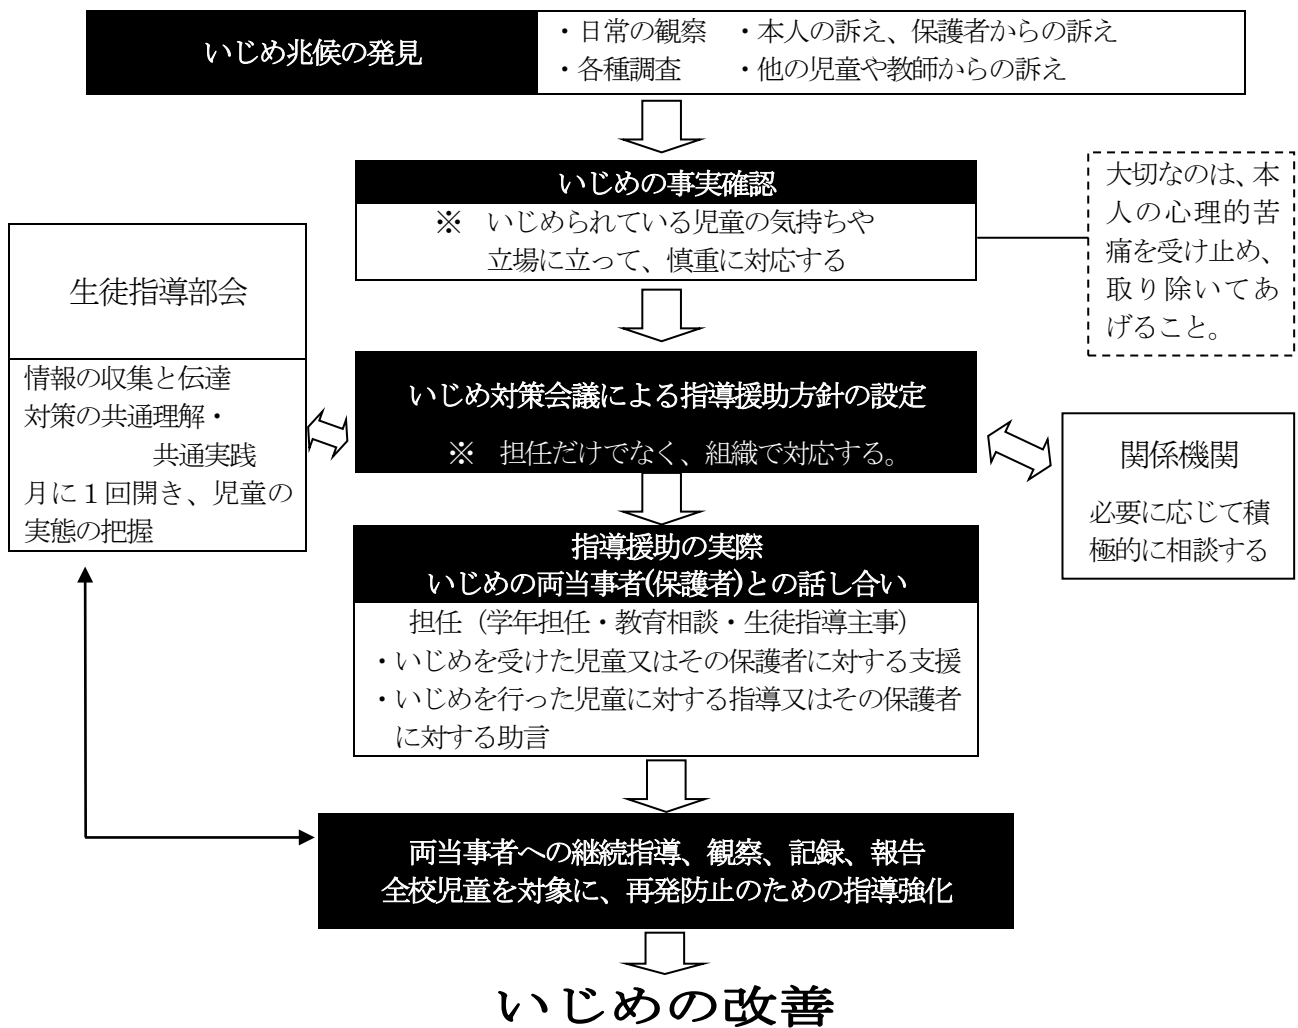 いじめ兆候の発見
・日常の観察　・本人の訴え、保護者からの訴え
・各種調査　　・他の児童や教師からの訴え
いじめの事実確認
※　いじめられている児童の気持ちや
立場に立って、慎重に対応する
大切なのは、本
人の心理的苦
痛を受け止め、
取り除いてあ
げること。
生徒指導部会
情報の収集と伝達
対策の共通理解・
共通実践
月に１回開き、児童の
実態の把握
いじめ対策会議による指導援助方針の設定
※　担任だけでなく、組織で対応する。
関係機関
必要に応じて積
極的に相談する
指導援助の実際
いじめの両当事者(保護者)との話し合い
担任（学年担任・教育相談・生徒指導主事）
・いじめを受けた児童又はその保護者に対する支援
・いじめを行った児童に対する指導又はその保護者
に対する助言
両当事者への継続指導、観察、記録、報告
全校児童を対象に、再発防止のための指導強化
いじめの改善